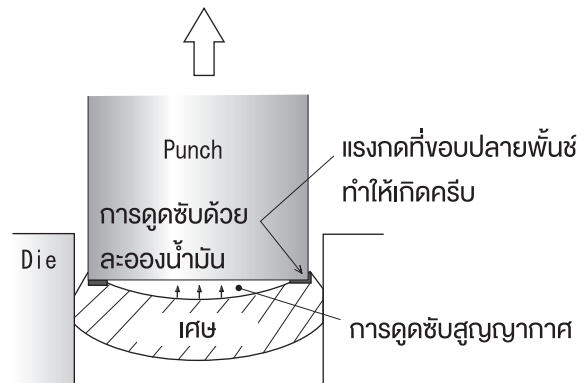 Punch
แรงกดที่ขอบปลายพั้นช์
ทำให้เกิดครีบ
การดูดซับด้วย
ละอองน้ำมัน
Die
เศษ
การดูดซับสูญญากาศ